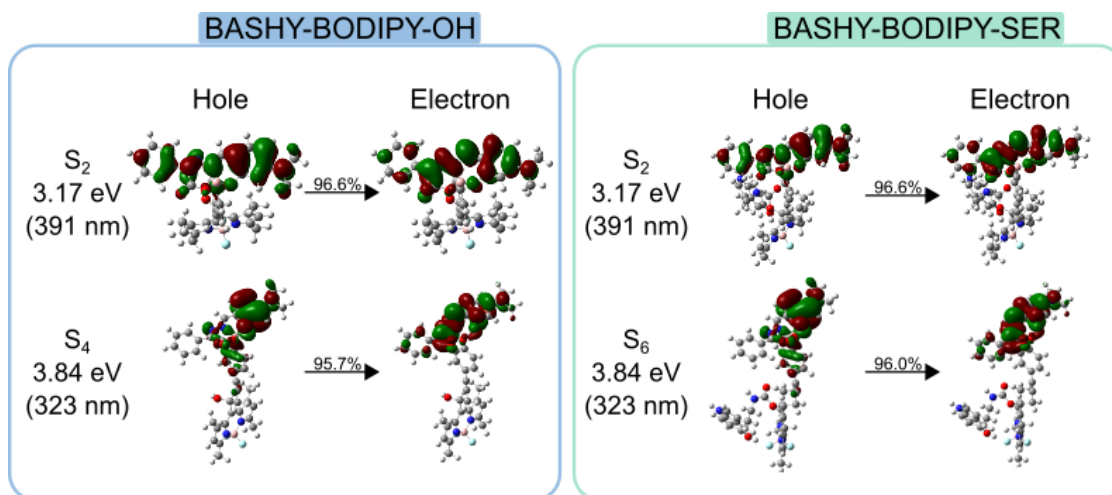 BASHY-BODIPY-OH
Hole Electron
S2
3.17 eV
(391 nm)
96.6%
S4
3.84 eV
(323 nm)
95.7%
BASHY-BODIPY-SER
Hole Electron
S2
3.17 eV
(391 nm)
96.6%
S6
3.84 eV
(323 nm)
96.0%